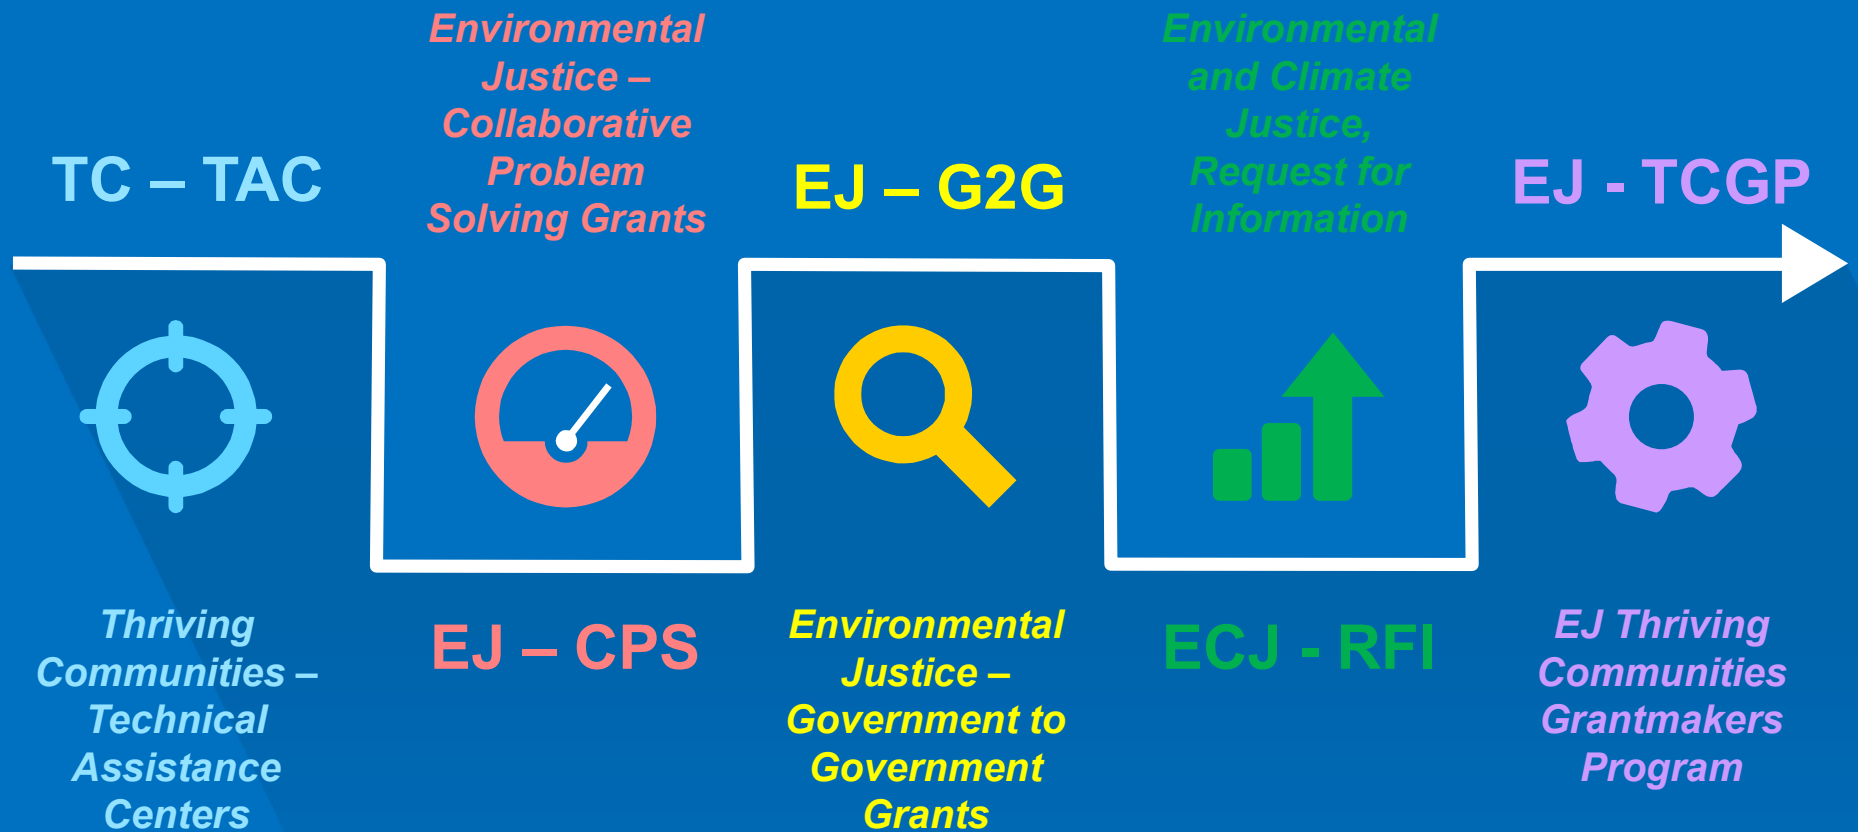 TC – TAC
Thriving
Communities –
Technical
Assistance
Centers
Environmental
Justice –
Collaborative
Problem
Solving Grants
EJ – CPS
EJ – G2G
Environmental
Justice –
Government to
Government
Grants
Environmental
and Climate
Justice,
Request for
Information
ECJ - RFI
EJ - TCGP
EJ Thriving
Communities
Grantmakers
Program